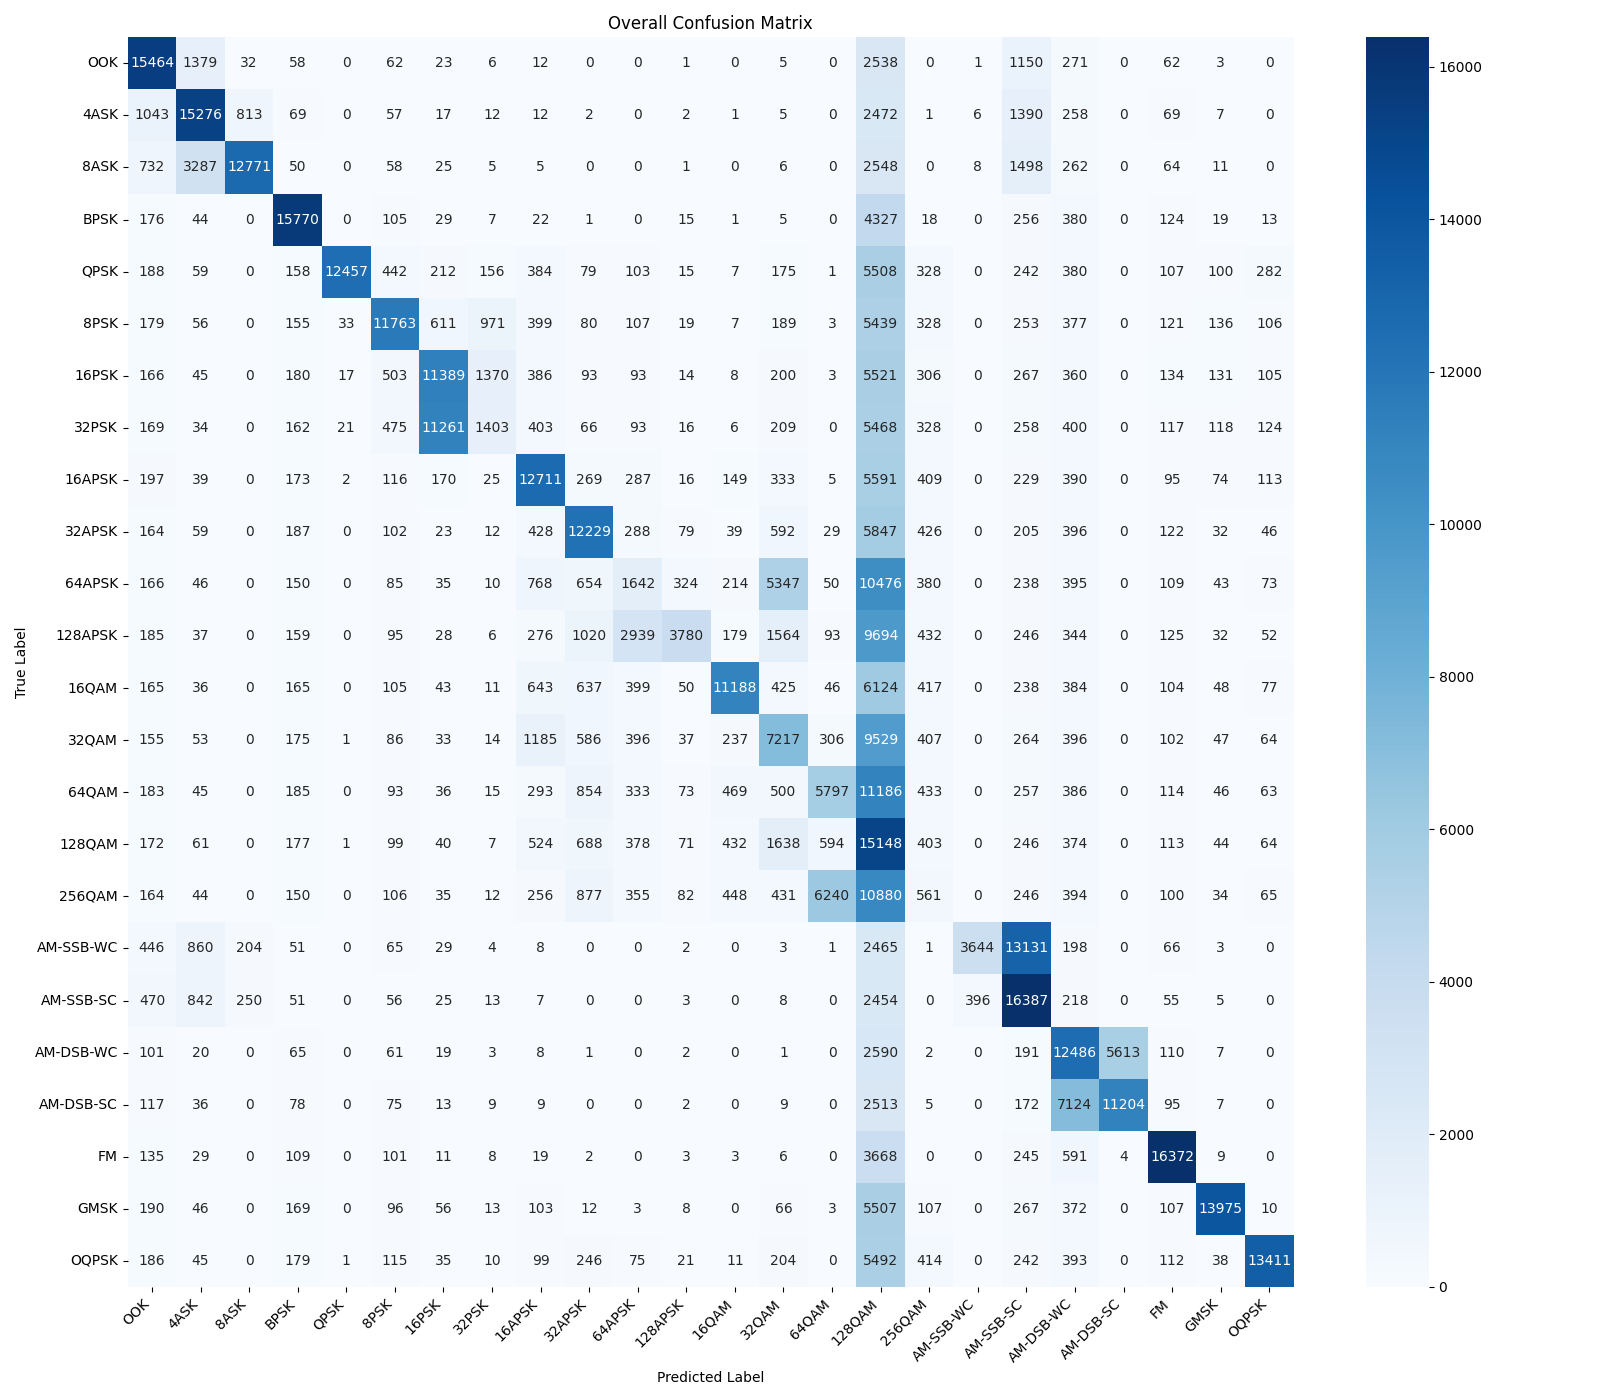 Overall Confusion Matrix
OOK 15464 1379 32 58 0 62 23 6 12 0 0 1 0 5 0 2538 0 1 1150 271 0 62 3 0
4ASK 1043 15276 813 69 0 57 17 12 12 2 0 2 1 5 0 2472 1 6 1390 258 0 69 7 0
8ASK 732 3287 12771 50 0 58 25 5 5 0 0 1 0 6 0 2548 0 8 1498 262 0 64 11 0
BPSK 176 44 0 15770 0 105 29 7 22 1 0 15 1 5 0 4327 18 0 256 380 0 124 19 13
QPSK 188 59 0 158 12457 442 212 156 384 79 103 15 7 175 1 5508 328 0 242 380 0 107 100 282
8PSK 179 56 0 155 33 11763 611 971 399 80 107 19 7 189 3 5439 328 0 253 377 0 121 136 106
16PSK 166 45 0 180 17 503 11389 1370 386 93 93 14 8 200 3 5521 306 0 267 360 0 134 131 105
32PSK 169 34 0 162 21 475 11261 1403 403 66 93 16 6 209 0 5468 328 0 258 400 0 117 118 124
16APSK 197 39 0 173 2 116 170 25 12711 269 287 16 149 333 5 5591 409 0 229 390 0 95 74 113
32APSK 164 59 0 187 0 102 23 12 428 12229 288 79 39 592 29 5847 426 0 205 396 0 122 32 46
64APSK 166 46 0 150 0 85 35 10 768 654 1642 324 214 5347 50 10476 380 0 238 395 0 109 43 73
128APSK 185 37 0 159 0 95 28 6 276 1020 2939 3780 179 1564 93 9694 432 0 246 344 0 125 32 52
16QAM 165 36 0 165 0 105 43 11 643 637 399 50 11188 425 46 6124 417 0 238 384 0 104 48 77
32QAM 155 53 0 175 1 86 33 14 1185 586 396 37 237 7217 306 9529 407 0 264 396 0 102 47 64
64QAM 183 45 0 185 0 93 36 15 293 854 333 73 469 500 5797 11186 433 0 257 386 0 114 46 63
128QAM 172 61 0 177 1 99 40 7 524 688 378 71 432 1638 594 15148 403 0 246 374 0 113 44 64
256QAM 164 44 0 150 0 106 35 12 256 877 355 82 448 431 6240 10880 561 0 246 394 0 100 34 65
AM-SSB-WC 446 860 204 51 0 65 29 4 8 0 0 2 0 3 1 2465 1 3644 13131 198 0 66 3 0
AM-SSB-SC 470 842 250 51 0 56 25 13 7 0 0 3 0 8 0 2454 0 396 16387 218 0 55 5 0
AM-DSB-WC 101 20 0 65 0 61 19 3 8 1 0 2 0 1 0 2590 2 0 191 12486 5613 110 7 0
AM-DSB-SC 117 36 0 78 0 75 13 9 9 0 0 2 0 9 0 2513 5 0 172 7124 11204 95 7 0
FM 135 29 0 109 0 101 11 8 19 2 0 3 3 6 0 3668 0 0 245 591 4 16372 9 0
GMSK 190 46 0 169 0 96 56 13 103 12 3 8 0 66 3 5507 107 0 267 372 0 107 13975 10
OQPSK 186 45 0 179 1 115 35 10 99 246 75 21 11 204 0 5492 414 0 242 393 0 112 38 13411
True Label
OOK 4ASK 8ASK BPSK QPSK 8PSK 16PSK 32PSK 16APSK 32APSK 64APSK 128APSK 16QAM 32QAM 64QAM 128QAM 256QAM AM-SSB-WC AM-SSB-SC AM-DSB-WC AM-DSB-SC FM GMSK OQPSK
Predicted Label
16000
14000
12000
10000
8000
6000
4000
2000
0